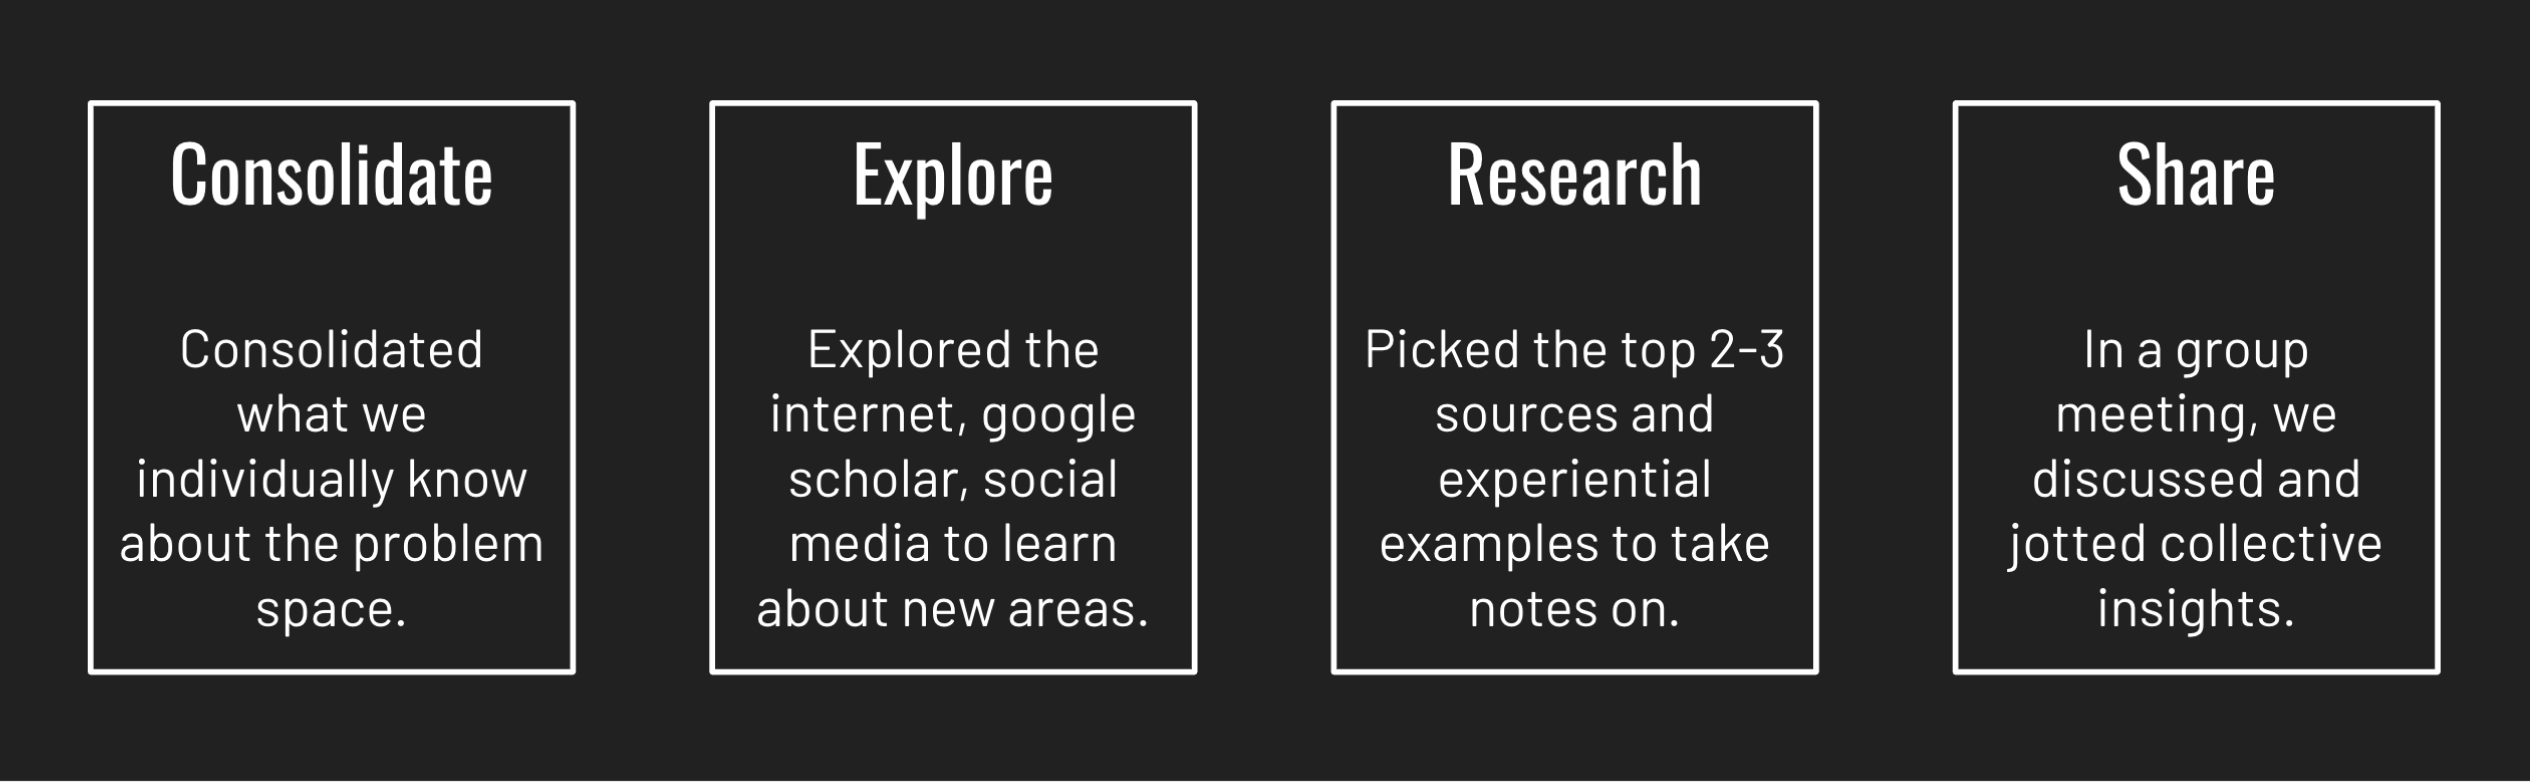 Consolidate
Consolidated
what we
individually know
about the problem
space.
Explore
Explored the
internet, google
scholar, social
media to learn
about new areas.
Research
Picked the top 2-3
sources and
experiential
examples to take
notes on.
Share
In a group
meeting, we
discussed and
jotted collective
insights.